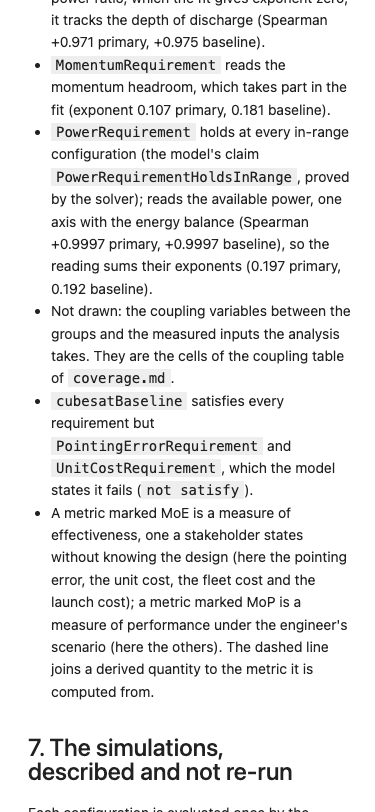 power ratio, which the fit gives exponent zero,
it tracks the depth of discharge (Spearman
+0.971 primary, +0.975 baseline).
• MomentumRequirement reads the
momentum headroom, which takes part in the
fit (exponent 0.107 primary, 0.181 baseline).
• PowerRequirement holds at every in-range
configuration (the model's claim
PowerRequirementHoldsInRange, proved
by the solver); reads the available power, one
axis with the energy balance (Spearman
+0.9997 primary, +0.9997 baseline), so the
reading sums their exponents (0.197 primary,
0.192 baseline).
• Not drawn: the coupling variables between the
groups and the measured inputs the analysis
takes. They are the cells of the coupling table
of coverage.md.
• cubesatBaseline satisfies every
requirement but
PointingErrorRequirement and
UnitCostRequirement, which the model
states it fails (not satisfy).
• A metric marked MoE is a measure of
effectiveness, one a stakeholder states
without knowing the design (here the pointing
error, the unit cost, the fleet cost and the
launch cost); a metric marked MoP is a
measure of performance under the engineer's
scenario (here the others). The dashed line
joins a derived quantity to the metric it is
computed from.
7. The simulations,
described and not re-run
Each configuration is evaluated once by the